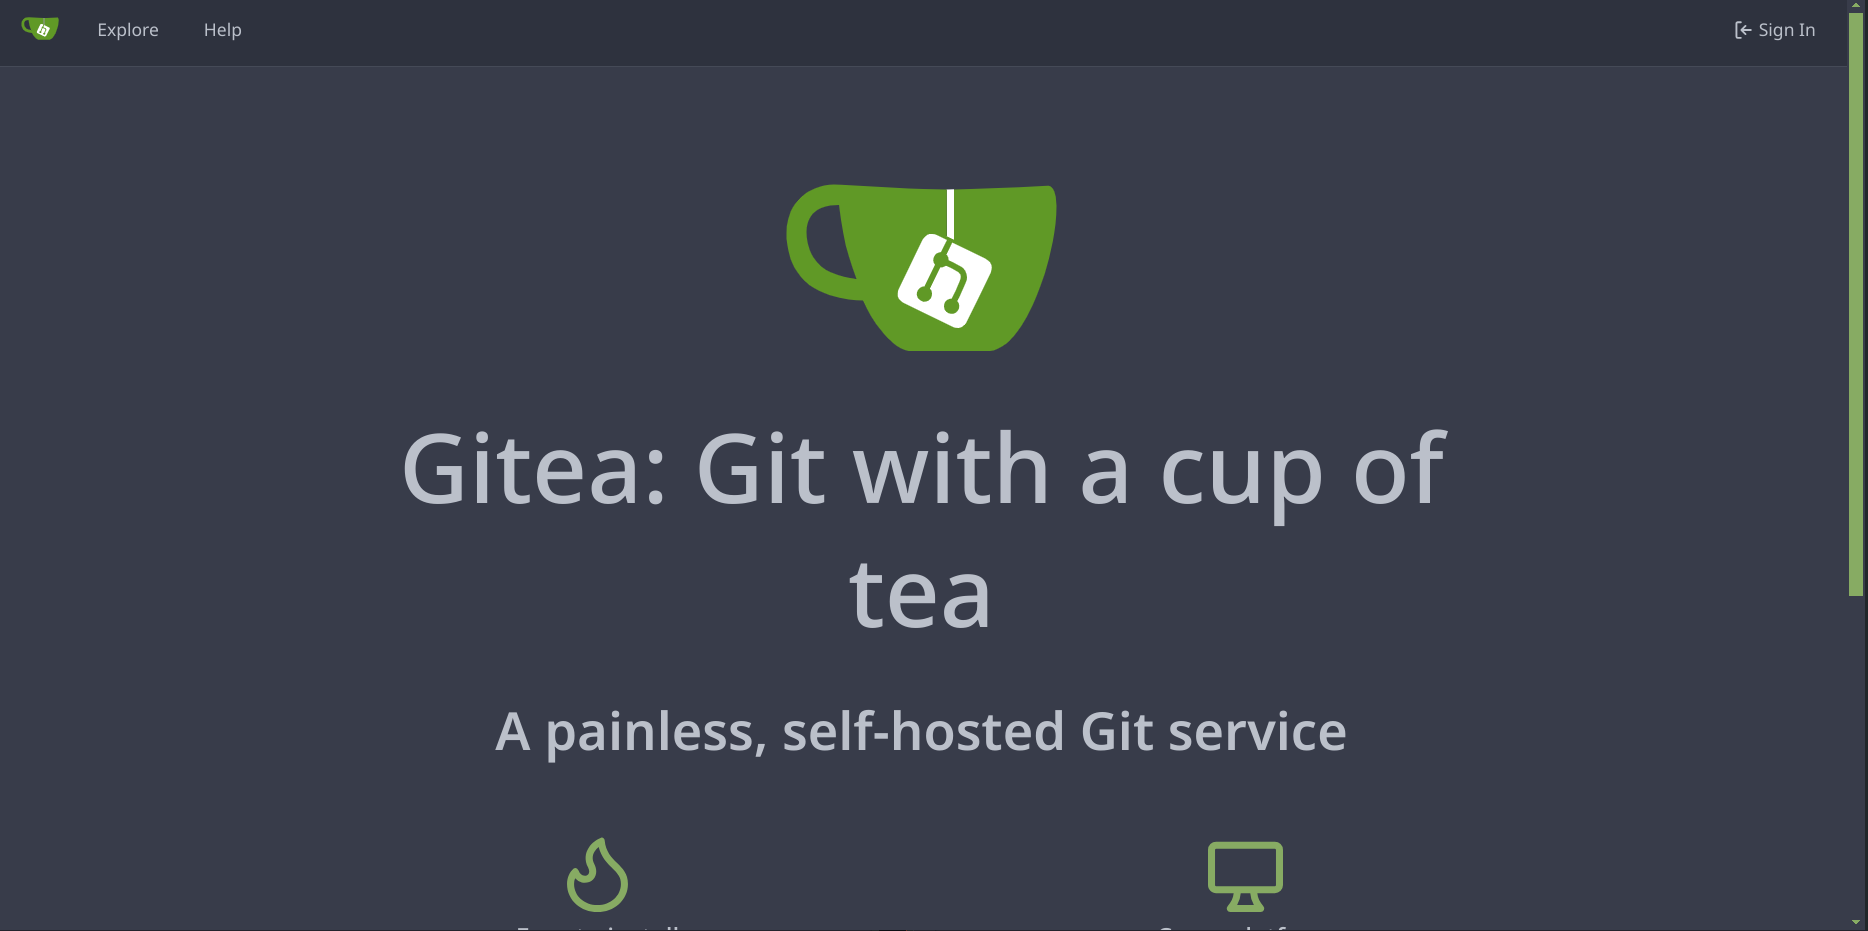 Explore Help Sign In
Gitea: Git with a cup of
tea
A painless, self-hosted Git service